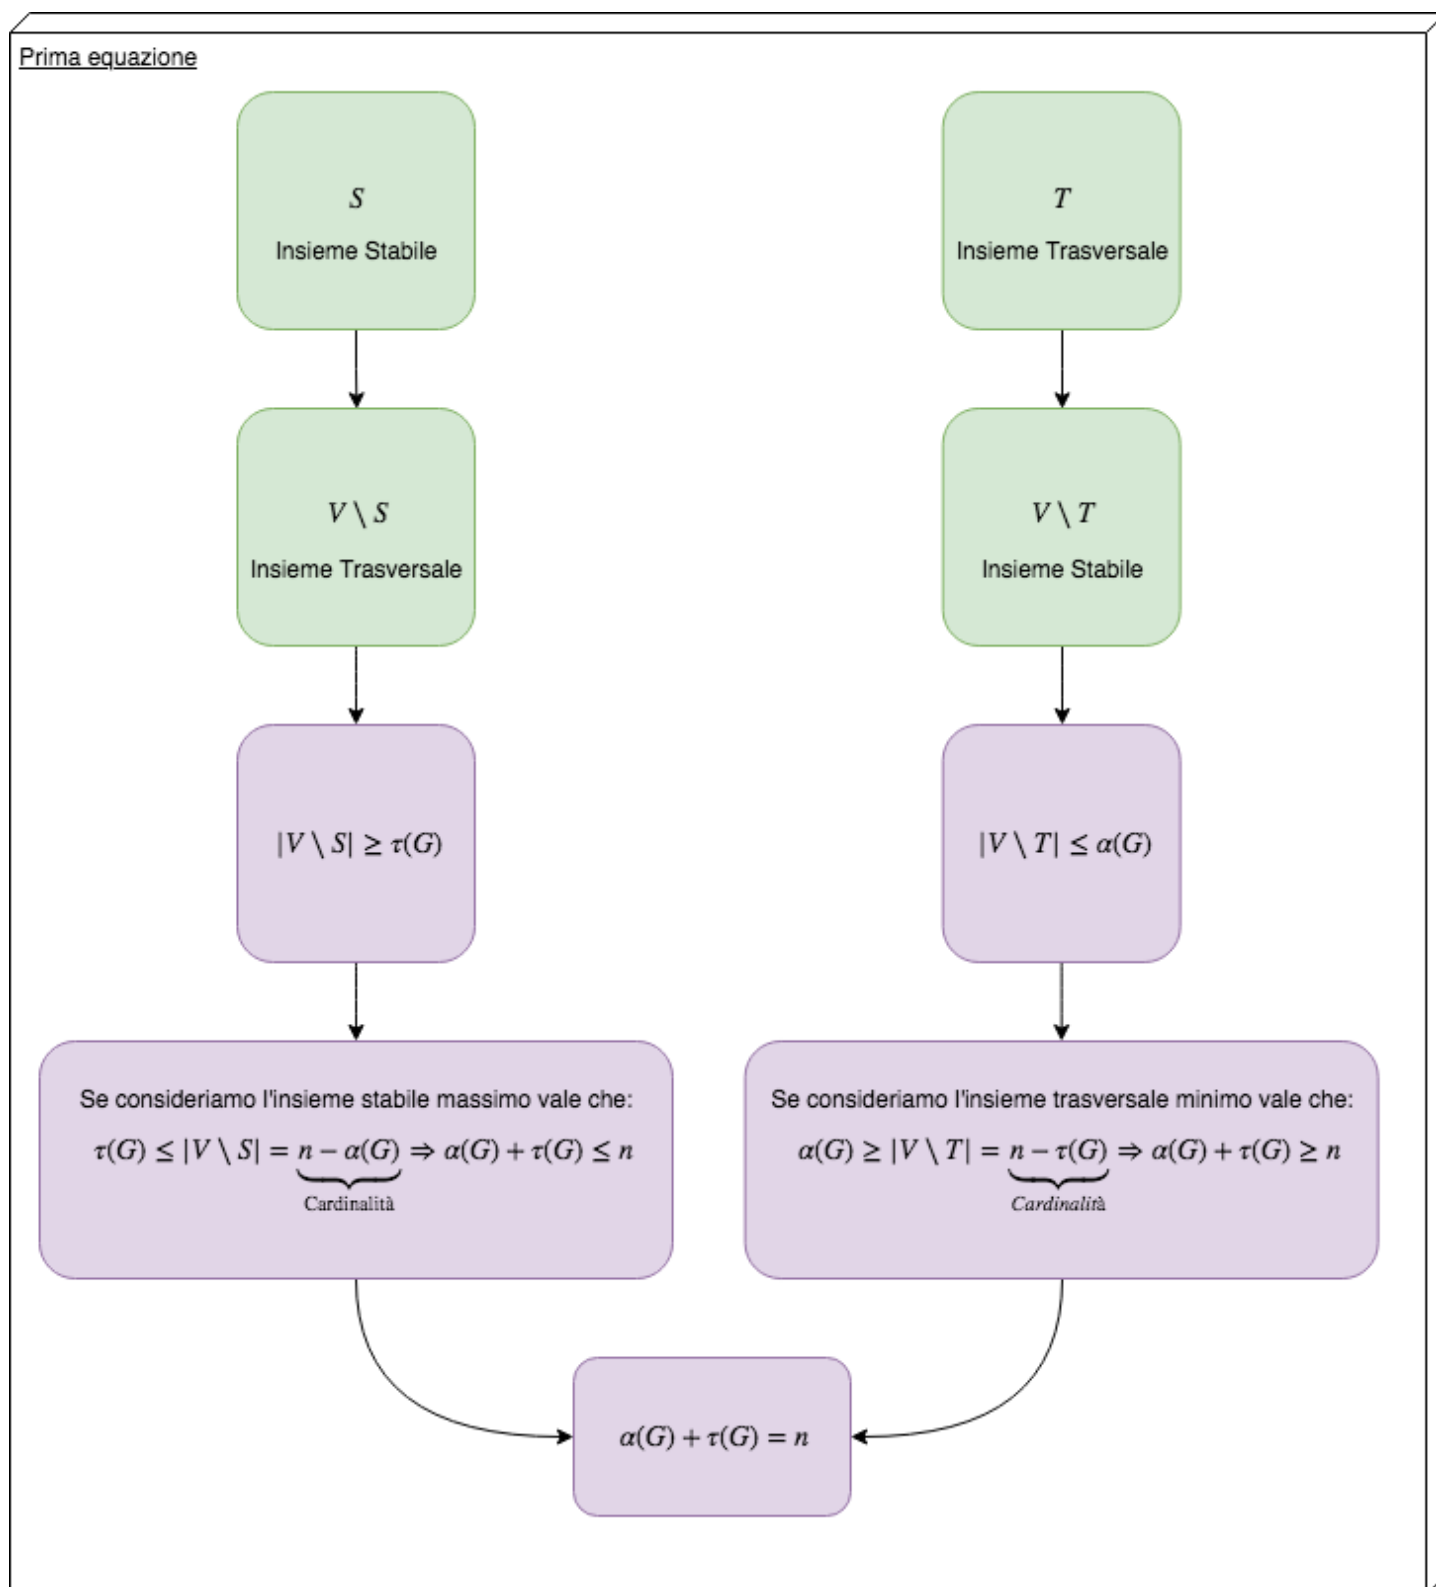 Prima equazione
S
Insieme Stabile
T
Insieme Trasversale
V \ S
Insieme Trasversale
V \ T
Insieme Stabile
|V \ S| ≥ τ(G)
|V \ T| ≤ α(G)
Se consideriamo l'insieme stabile massimo vale che:
τ(G) ≤ |V \ S| = n − α(G) ⇒ α(G) + τ(G) ≤ n
Cardinalità
Se consideriamo l'insieme trasversale minimo vale che:
α(G) ≥ |V \ T| = n − τ(G) ⇒ α(G) + τ(G) ≥ n
Cardinalità
α(G) + τ(G) = n